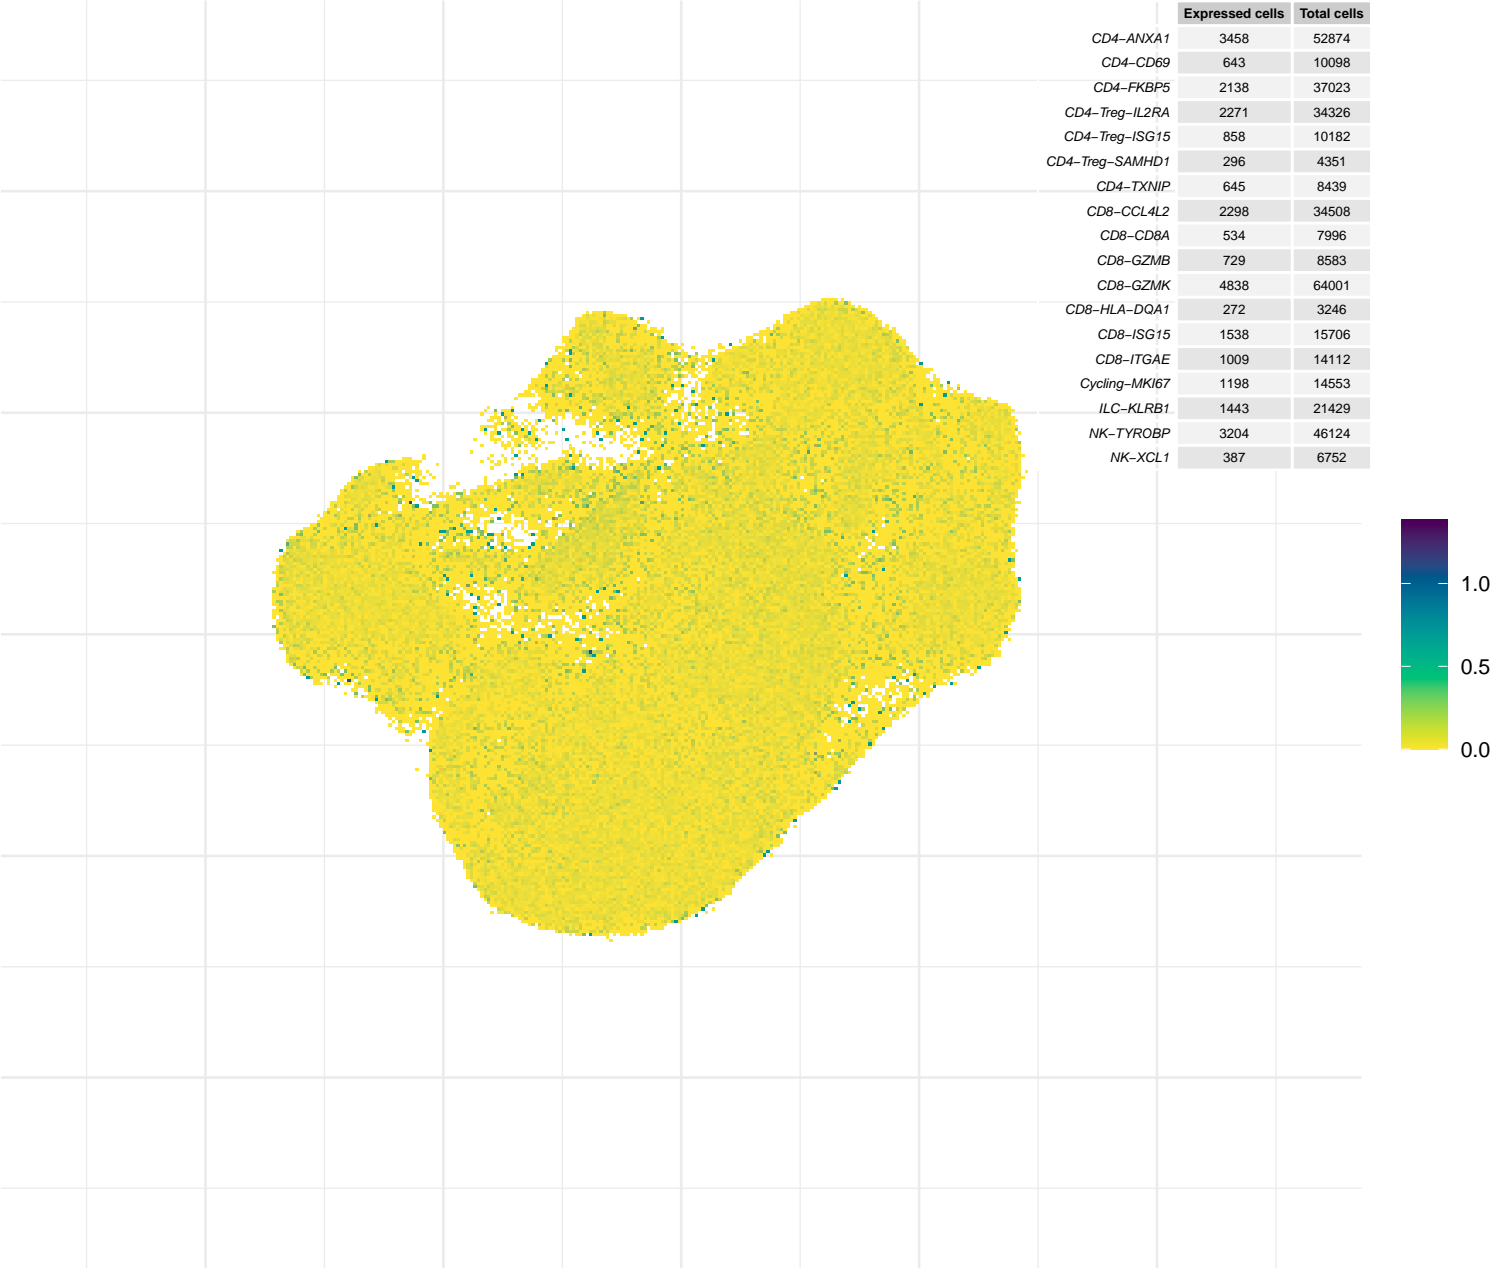 Expressed cells Total cells
CD4−ANXA1 3458 52874
CD4−CD69 643 10098
CD4−FKBP5 2138 37023
CD4−Treg−IL2RA 2271 34326
CD4−Treg−ISG15 858 10182
CD4−Treg−SAMHD1 296 4351
CD4−TXNIP 645 8439
CD8−CCL4L2 2298 34508
CD8−CD8A 534 7996
CD8−GZMB 729 8583
CD8−GZMK 4838 64001
CD8−HLA−DQA1 272 3246
CD8−ISG15 1538 15706
CD8−ITGAE 1009 14112
Cycling−MKI67 1198 14553
ILC−KLRB1 1443 21429
NK−TYROBP 3204 46124
NK−XCL1 387 6752
1.0
0.5
0.0